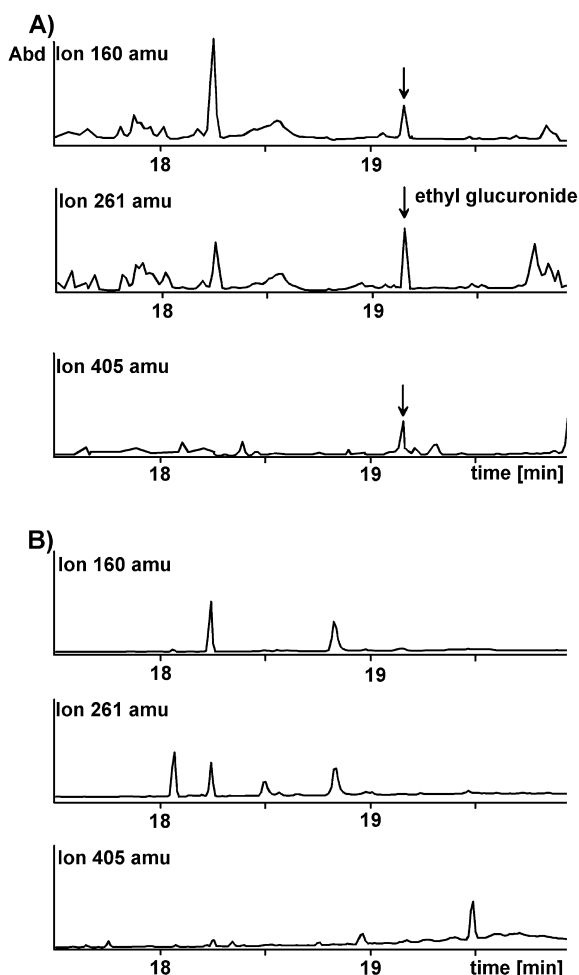 A)
Abd Ion 160 amu
18 19
Ion 261 amu
ethyl glucuronide
18 19
Ion 405 amu
18 19 time [min]
B)
Ion 160 amu
18 19
Ion 261 amu
18 19
Ion 405 amu
18 19 time [min]